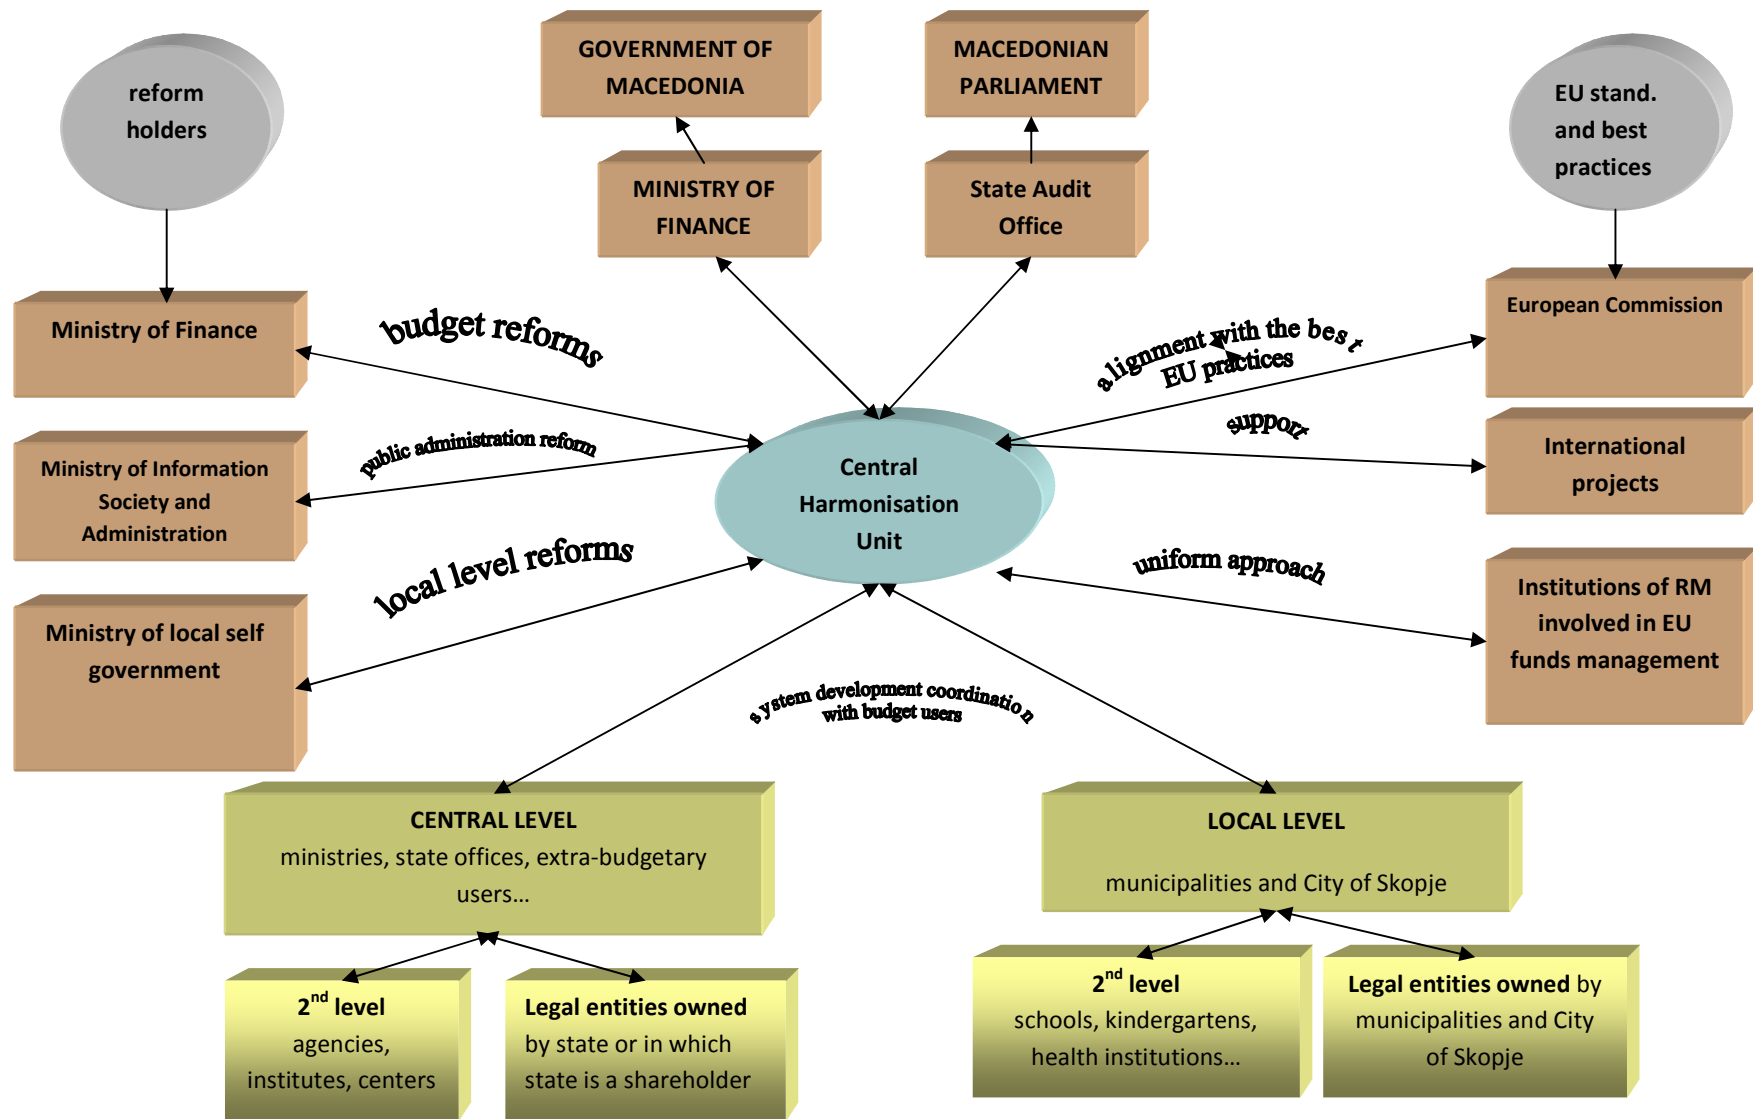 GOVERNMENT OF
MACEDONIA
MACEDONIAN
PARLIAMENT
reform
holders
EU stand.
and best
practices
MINISTRY OF
FINANCE
State Audit
Office
Ministry of Finance
budget reforms
alignment with the best
EU practices
European Commission
public administration reform
support
Ministry of Information
Society and
Administration
Central
Harmonisation
Unit
International
projects
local level reforms
uniform approach
Ministry of local self
government
Institutions of RM
involved in EU
funds management
system development coordination
with budget users
CENTRAL LEVEL
ministries, state offices, extra-budgetary
users…
LOCAL LEVEL
municipalities and City of Skopje
2nd level
agencies,
institutes, centers
Legal entities owned
by state or in which
state is a shareholder
2nd level
schools, kindergartens,
health institutions…
Legal entities owned by
municipalities and City
of Skopje